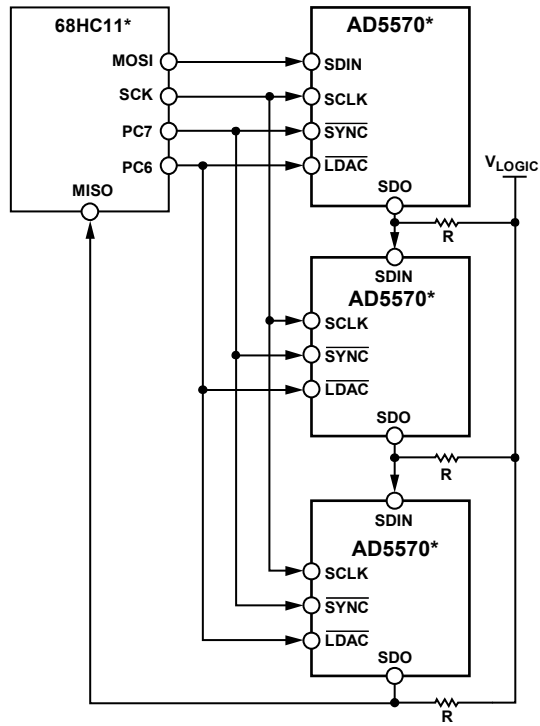 68HC11*
MOSI
SCK
PC7
PC6
MISO
AD5570*
SDIN
SCLK
SYNC
LDAC
SDO
VLOGIC
R
SDIN
AD5570*
SCLK
SYNC
LDAC
SDO
R
SDIN
AD5570*
SCLK
SYNC
LDAC
SDO
R